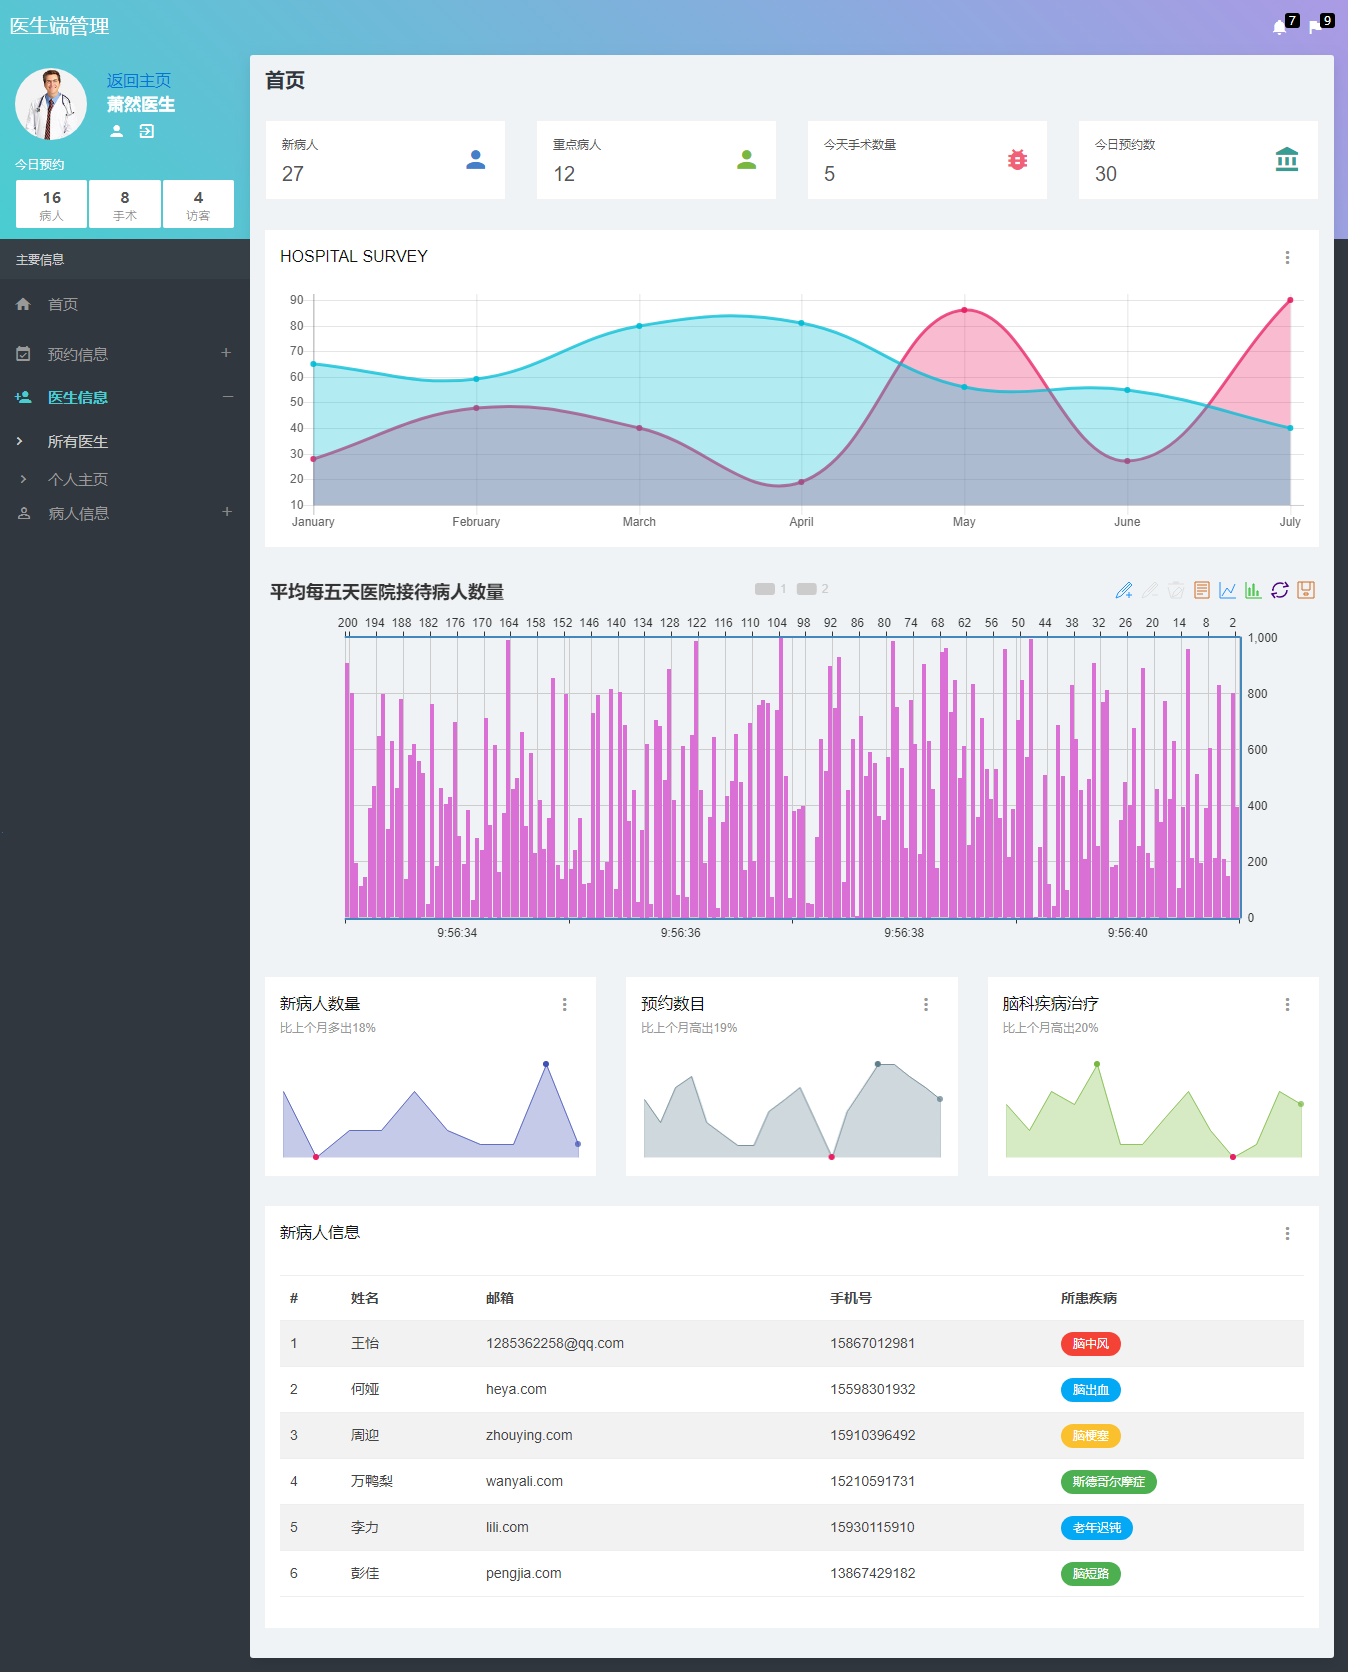 医生端管理
7 9
返回主页
萧然医生
今日预约
16 8 4
病人 手术 访客
主要信息
首页
预约信息 +
医生信息 −
所有医生
个人主页
病人信息 +
首页
新病人 重点病人 今天手术数量 今日预约数
27 12 5 30
HOSPITAL SURVEY
90
80
70
60
50
40
30
20
10
January February March April May June July
平均每五天医院接待病人数量 1 2
200 194 188 182 176 170 164 158 152 146 140 134 128 122 116 110 104 98 92 86 80 74 68 62 56 50 44 38 32 26 20 14 8 2
1,000
800
600
400
200
0
9:56:34 9:56:36 9:56:38 9:56:40
新病人数量 预约数目 脑科疾病治疗
比上个月多出18% 比上个月高出19% 比上个月高出20%
新病人信息
# 姓名 邮箱 手机号 所患疾病
1 王怡 1285362258@qq.com 15867012981 脑中风
2 何娅 heya.com 15598301932 脑出血
3 周迎 zhouying.com 15910396492 脑梗塞
4 万鸭梨 wanyali.com 15210591731 斯德哥尔摩症
5 李力 lili.com 15930115910 老年迟钝
6 彭佳 pengjia.com 13867429182 脑短路